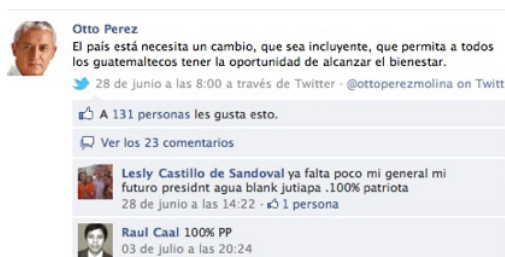 Otto Perez
El país está necesita un cambio, que sea incluyente, que permita a todos
los guatemaltecos tener la oportunidad de alcanzar el bienestar.
28 de junio a las 8:00 a través de Twitter · @ottoperezmolina on Twitt
A 131 personas les gusta esto.
Ver los 23 comentarios
Lesly Castillo de Sandoval ya falta poco mi general mi
futuro presidnt agua blank jutiapa .100% patriota
28 de junio a las 14:22 · 1 persona
Raul Caal 100% PP
03 de julio a las 20:24